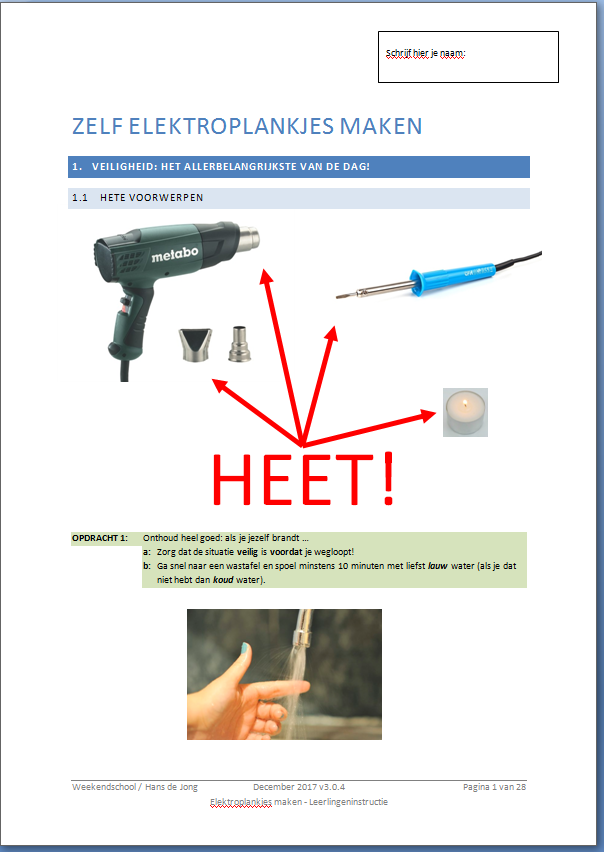 Schrijf hier je naam:
ZELF ELEKTROPLANKJES MAKEN
1. VEILIGHEID: HET ALLERBELANGRIJKSTE VAN DE DAG!
1.1 HETE VOORWERPEN
metabo
HEET!
OPDRACHT 1: Onthoud heel goed: als je jezelf brandt ...
a: Zorg dat de situatie veilig is voordat je wegloopt!
b: Ga snel naar een wastafel en spoel minstens 10 minuten met liefst lauw water (als je dat
niet hebt dan koud water).
Weekendschool / Hans de Jong December 2017 v3.0.4 Pagina 1 van 28
Elektroplankjes maken - Leerlingeninstructie